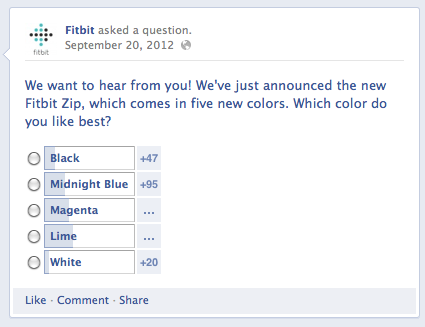 Fitbit asked a question.
September 20, 2012
fitbit
We want to hear from you! We've just announced the new
Fitbit Zip, which comes in five new colors. Which color do
you like best?
Black +47
Midnight Blue +95
Magenta ...
Lime ...
White +20
Like · Comment · Share